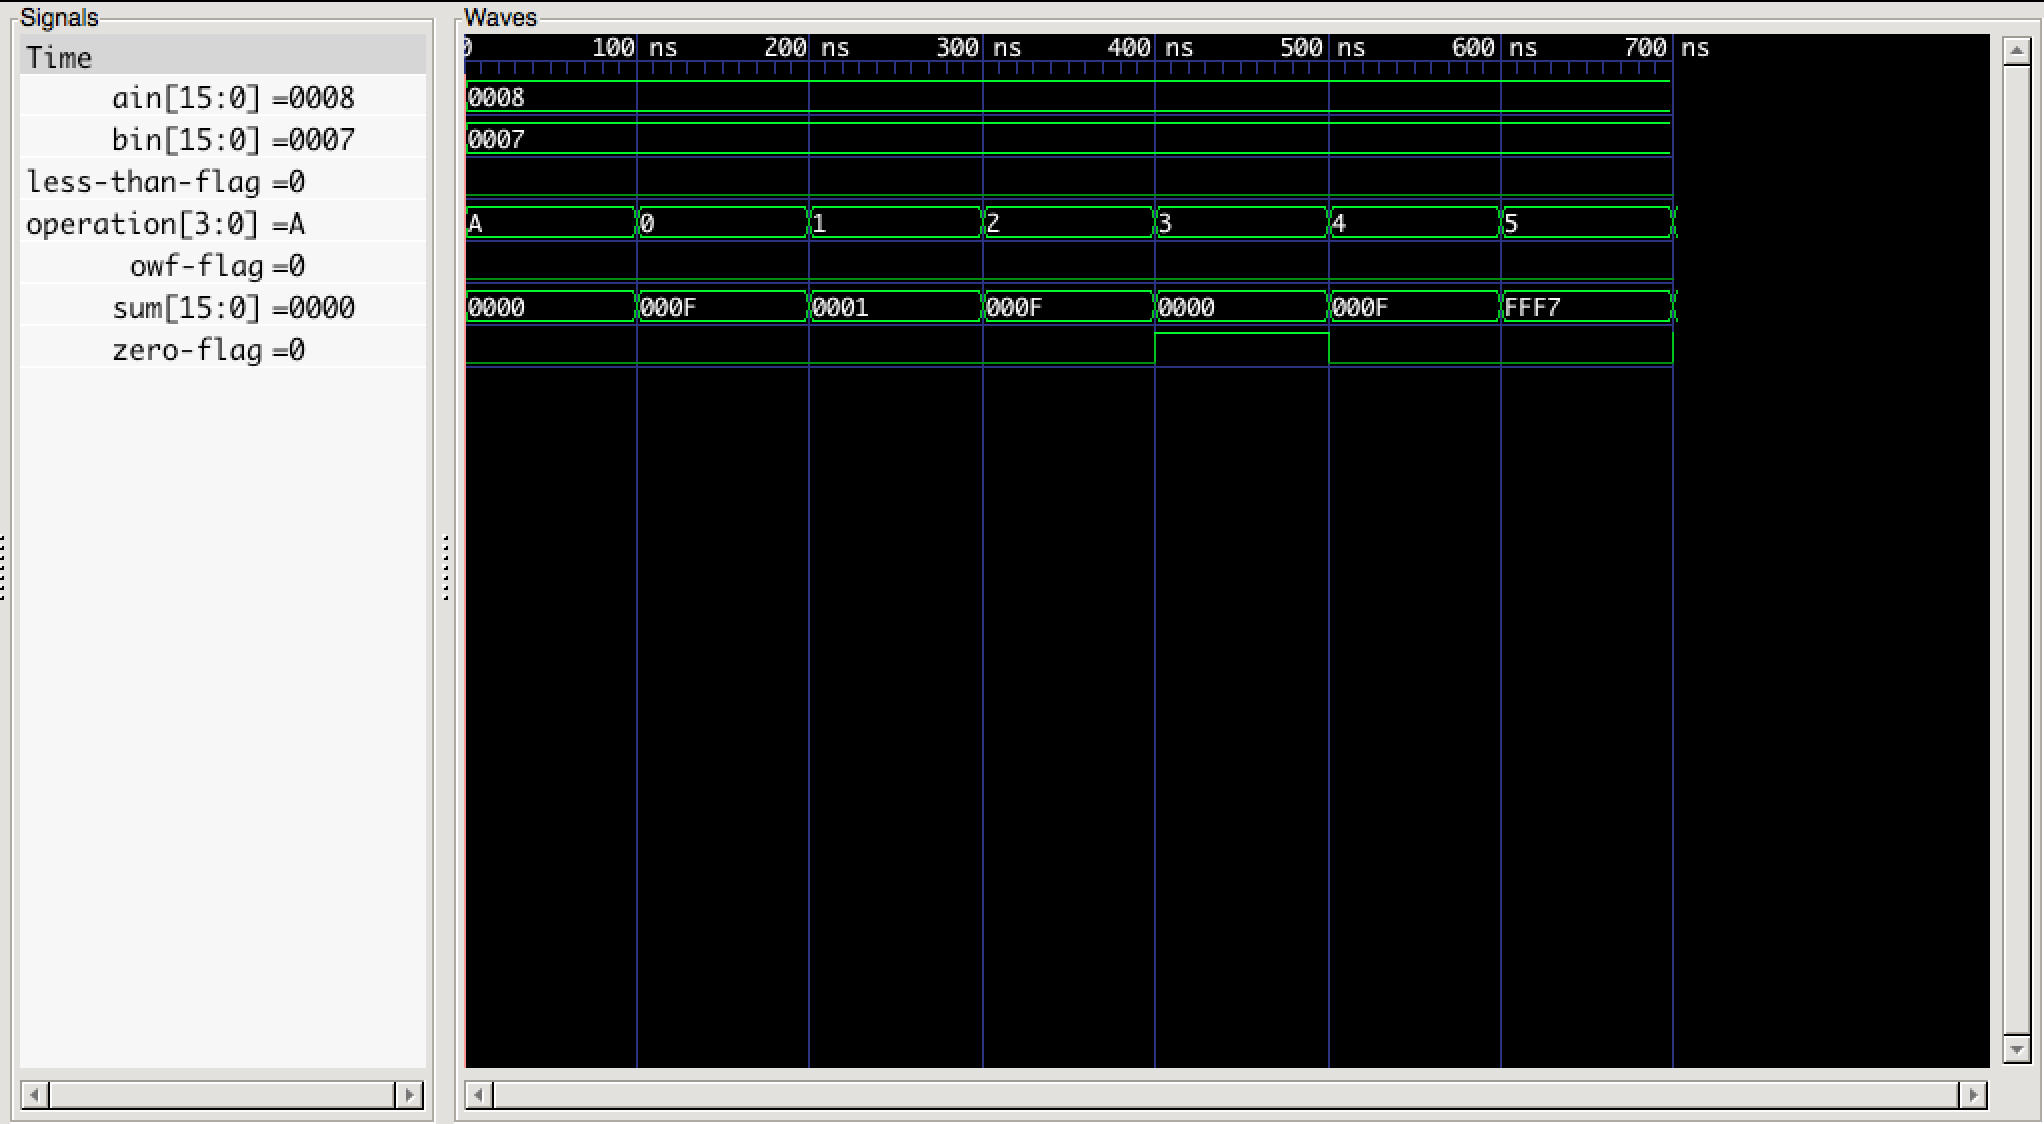 Signals
Waves
Time
0 100 ns 200 ns 300 ns 400 ns 500 ns 600 ns 700 ns
ain[15:0] =0008
0008
bin[15:0] =0007
0007
less-than-flag =0
operation[3:0] =A
A 0 1 2 3 4 5
owf-flag =0
sum[15:0] =0000
0000 000F 0001 000F 0000 000F FFF7
zero-flag =0